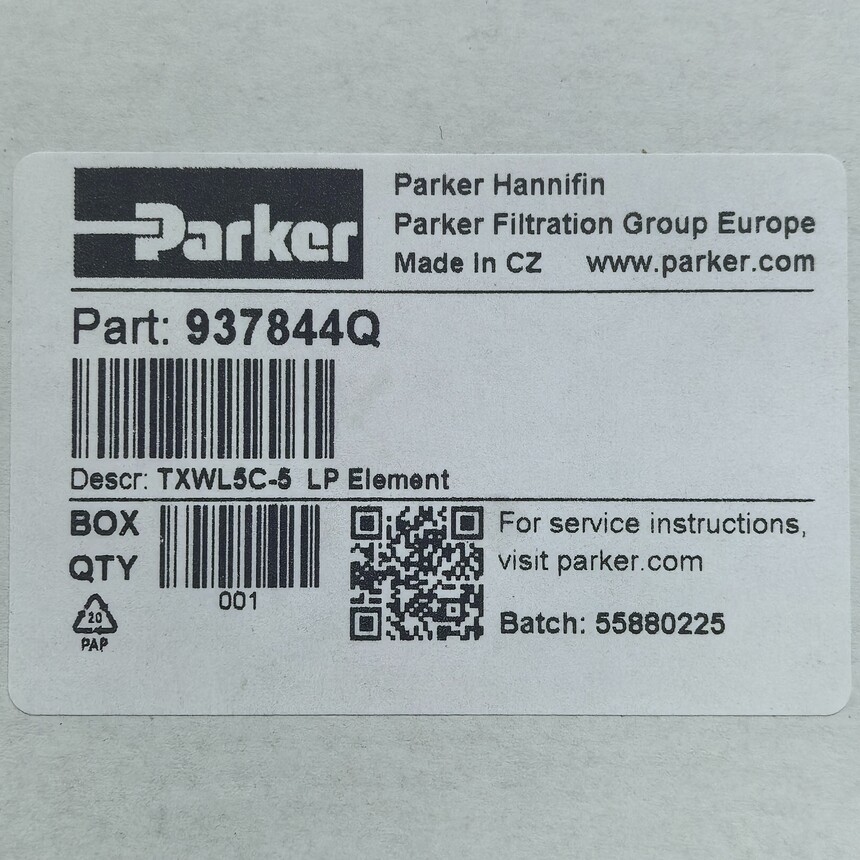 Parker
Parker Hannifin
Parker Filtration Group Europe
Made in CZ www.parker.com
Part: 937844Q
Descr: TXWL5C-5 LP Element
BOX
QTY
001
For service instructions,
visit parker.com
Batch: 55880225
20
PAP